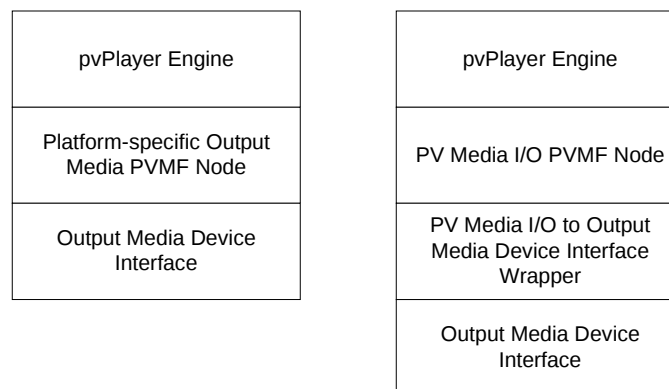 pvPlayer Engine
Platform-specific Output
Media PVMF Node
Output Media Device
Interface
pvPlayer Engine
PV Media I/O PVMF Node
PV Media I/O to Output
Media Device Interface
Wrapper
Output Media Device
Interface